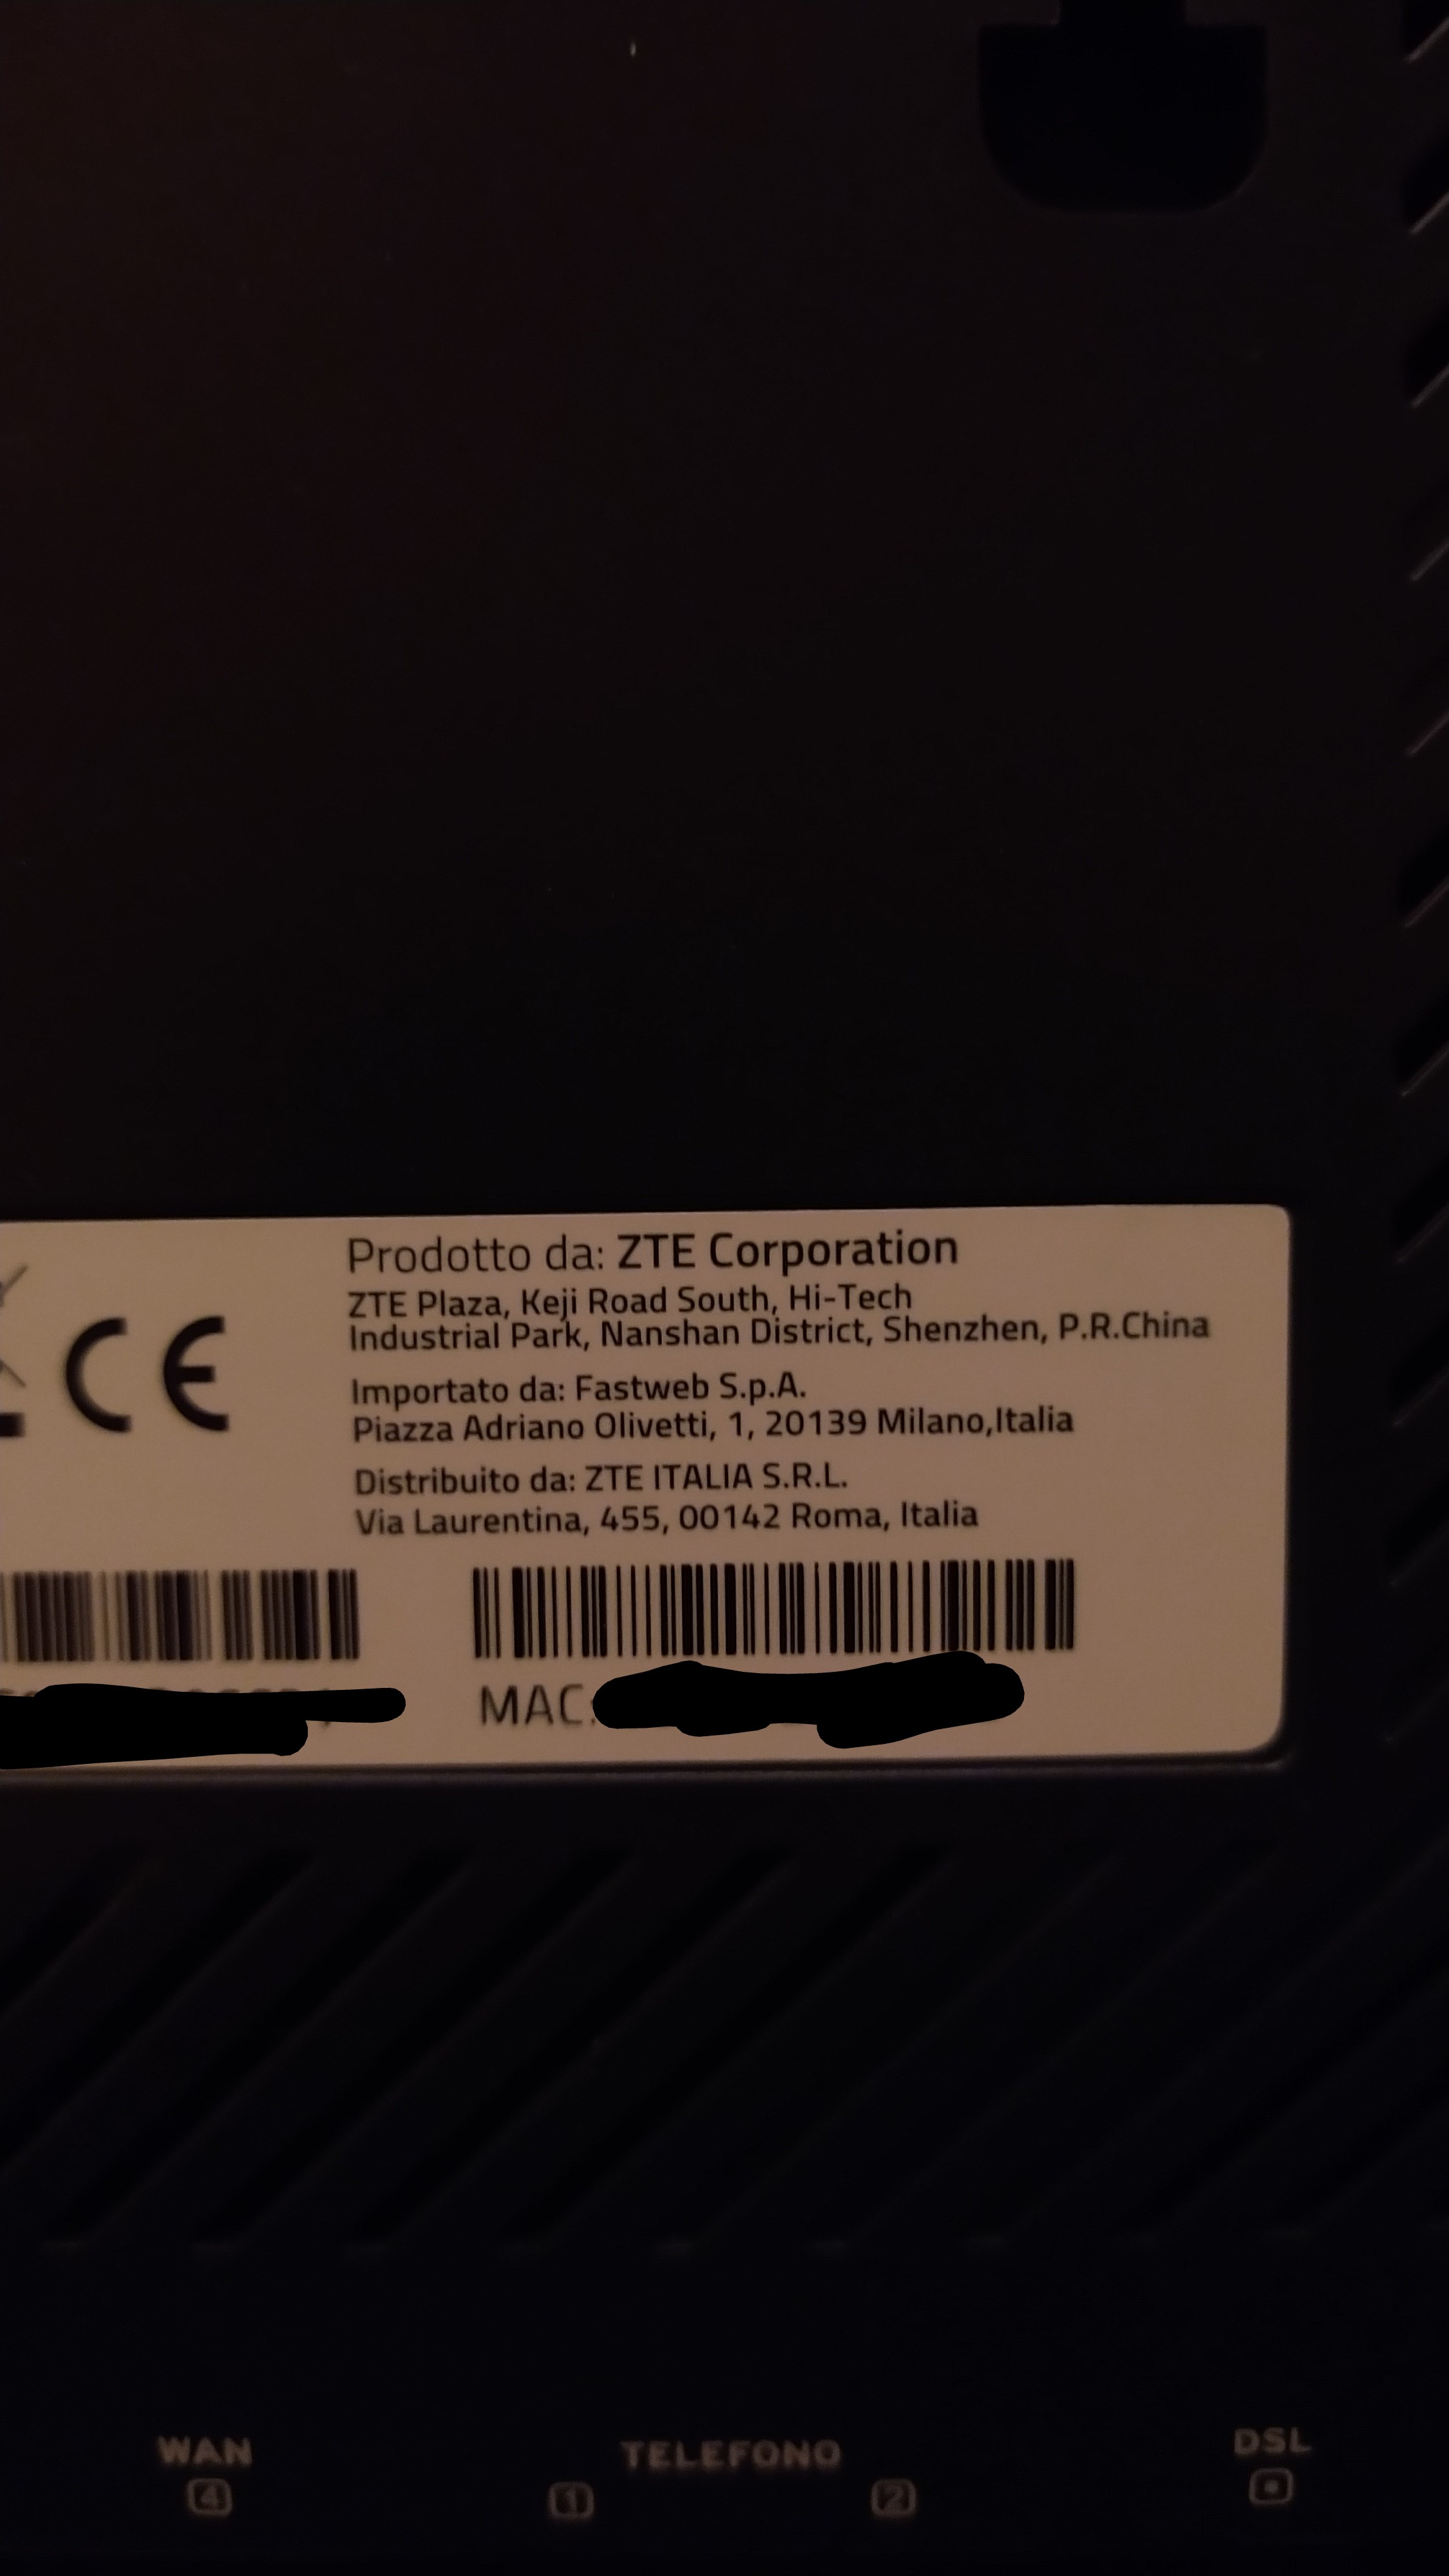 CE
Prodotto da: ZTE Corporation
ZTE Plaza, Keji Road South, Hi-Tech
Industrial Park, Nanshan District, Shenzhen, P.R.China
Importato da: Fastweb S.p.A.
Piazza Adriano Olivetti, 1, 20139 Milano,Italia
Distribuito da: ZTE ITALIA S.R.L.
Via Laurentina, 455, 00142 Roma, Italia
MAC:
WAN
TELEFONO
DSL
4
1
2